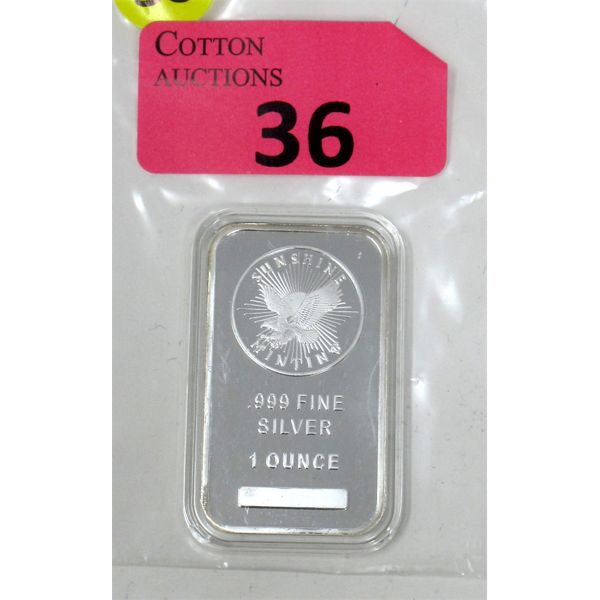 COTTON
AUCTIONS
36
SUNSHINE
MINTING
.999 FINE
SILVER
1 OUNCE